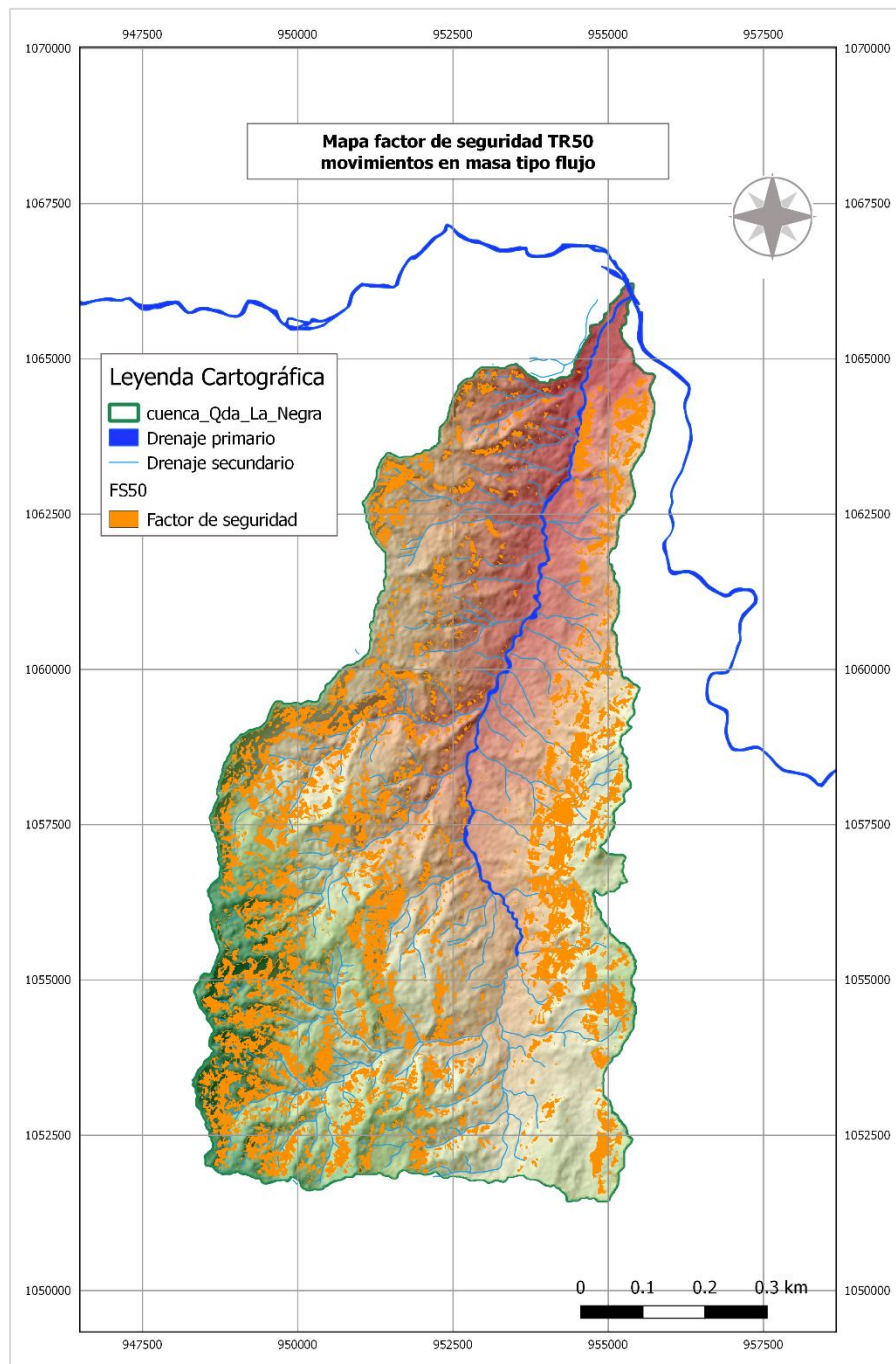 947500 950000 952500 955000 957500
1070000 1070000
Mapa factor de seguridad TR50
movimientos en masa tipo flujo
1067500 1067500
1065000 1065000
Leyenda Cartográfica
cuenca_Qda_La_Negra
Drenaje primario
Drenaje secundario
FS50
Factor de seguridad
1062500 1062500
1060000 1060000
1057500 1057500
1055000 1055000
1052500 1052500
0 0.1 0.2 0.3 km
1050000 1050000
947500 950000 952500 955000 957500